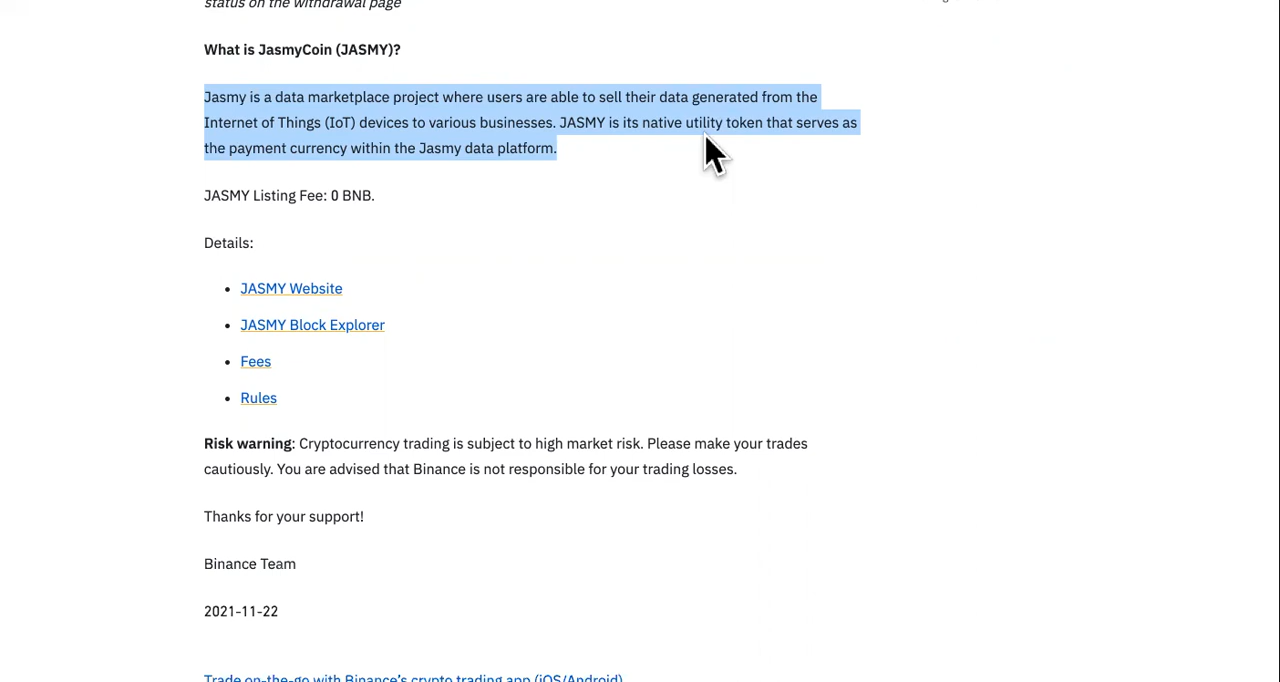 status on the withdrawal page
What is JasmyCoin (JASMY)?
Jasmy is a data marketplace project where users are able to sell their data generated from the
Internet of Things (IoT) devices to various businesses. JASMY is its native utility token that serves as
the payment currency within the Jasmy data platform.
JASMY Listing Fee: 0 BNB.
Details:
JASMY Website
JASMY Block Explorer
Fees
Rules
Risk warning: Cryptocurrency trading is subject to high market risk. Please make your trades
cautiously. You are advised that Binance is not responsible for your trading losses.
Thanks for your support!
Binance Team
2021-11-22
Trade on-the-go with Binance’s crypto trading app (iOS/Android)